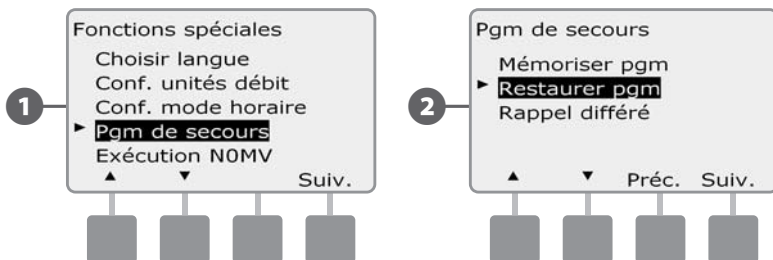 1
Fonctions spéciales
Choisir langue
Conf. unités débit
Conf. mode horaire
Pgm de secours
Exécution N0MV
Suiv.
2
Pgm de secours
Mémoriser pgm
Restaurer pgm
Rappel différé
Préc. Suiv.